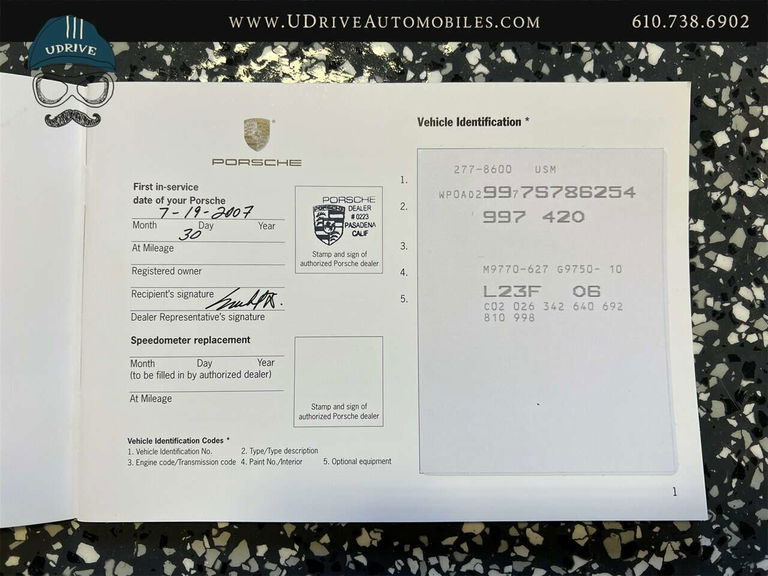 WWW.UDRIVEAUTOMOBILES.COM
610.738.6902
UDRIVE
PORSCHE
First in-service
date of your Porsche
7-19-2007
Month Day Year
30
At Mileage
Registered owner
Recipient's signature
Dealer Representative's signature
PORSCHE
DEALER
# 0223
PASADENA
CALIF
Stamp and sign of
authorized Porsche dealer
Speedometer replacement
Month Day Year
(to be filled in by authorized dealer)
At Mileage
Stamp and sign of
authorized Porsche dealer
Vehicle Identification Codes *
1. Vehicle Identification No. 2. Type/Type description
3. Engine code/Transmission code 4. Paint No./Interior 5. Optional equipment
Vehicle Identification *
1.
2.
3.
4.
5.
277-8600 USM
WP0AD29977S786254
997 420
M9770-627 G9750- 10
L23F 06
C02 026 342 640 692
810 998
1